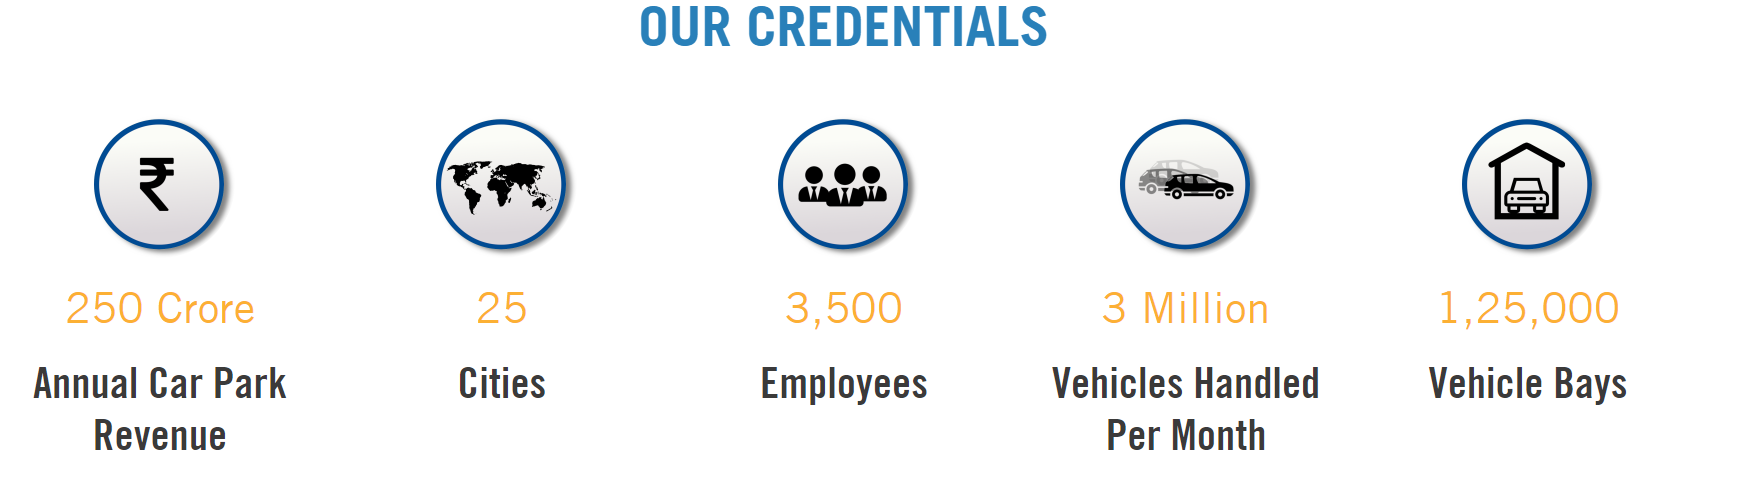 OUR CREDENTIALS
₹
250 Crore
Annual Car Park
Revenue
25
Cities
3,500
Employees
3 Million
Vehicles Handled
Per Month
1,25,000
Vehicle Bays